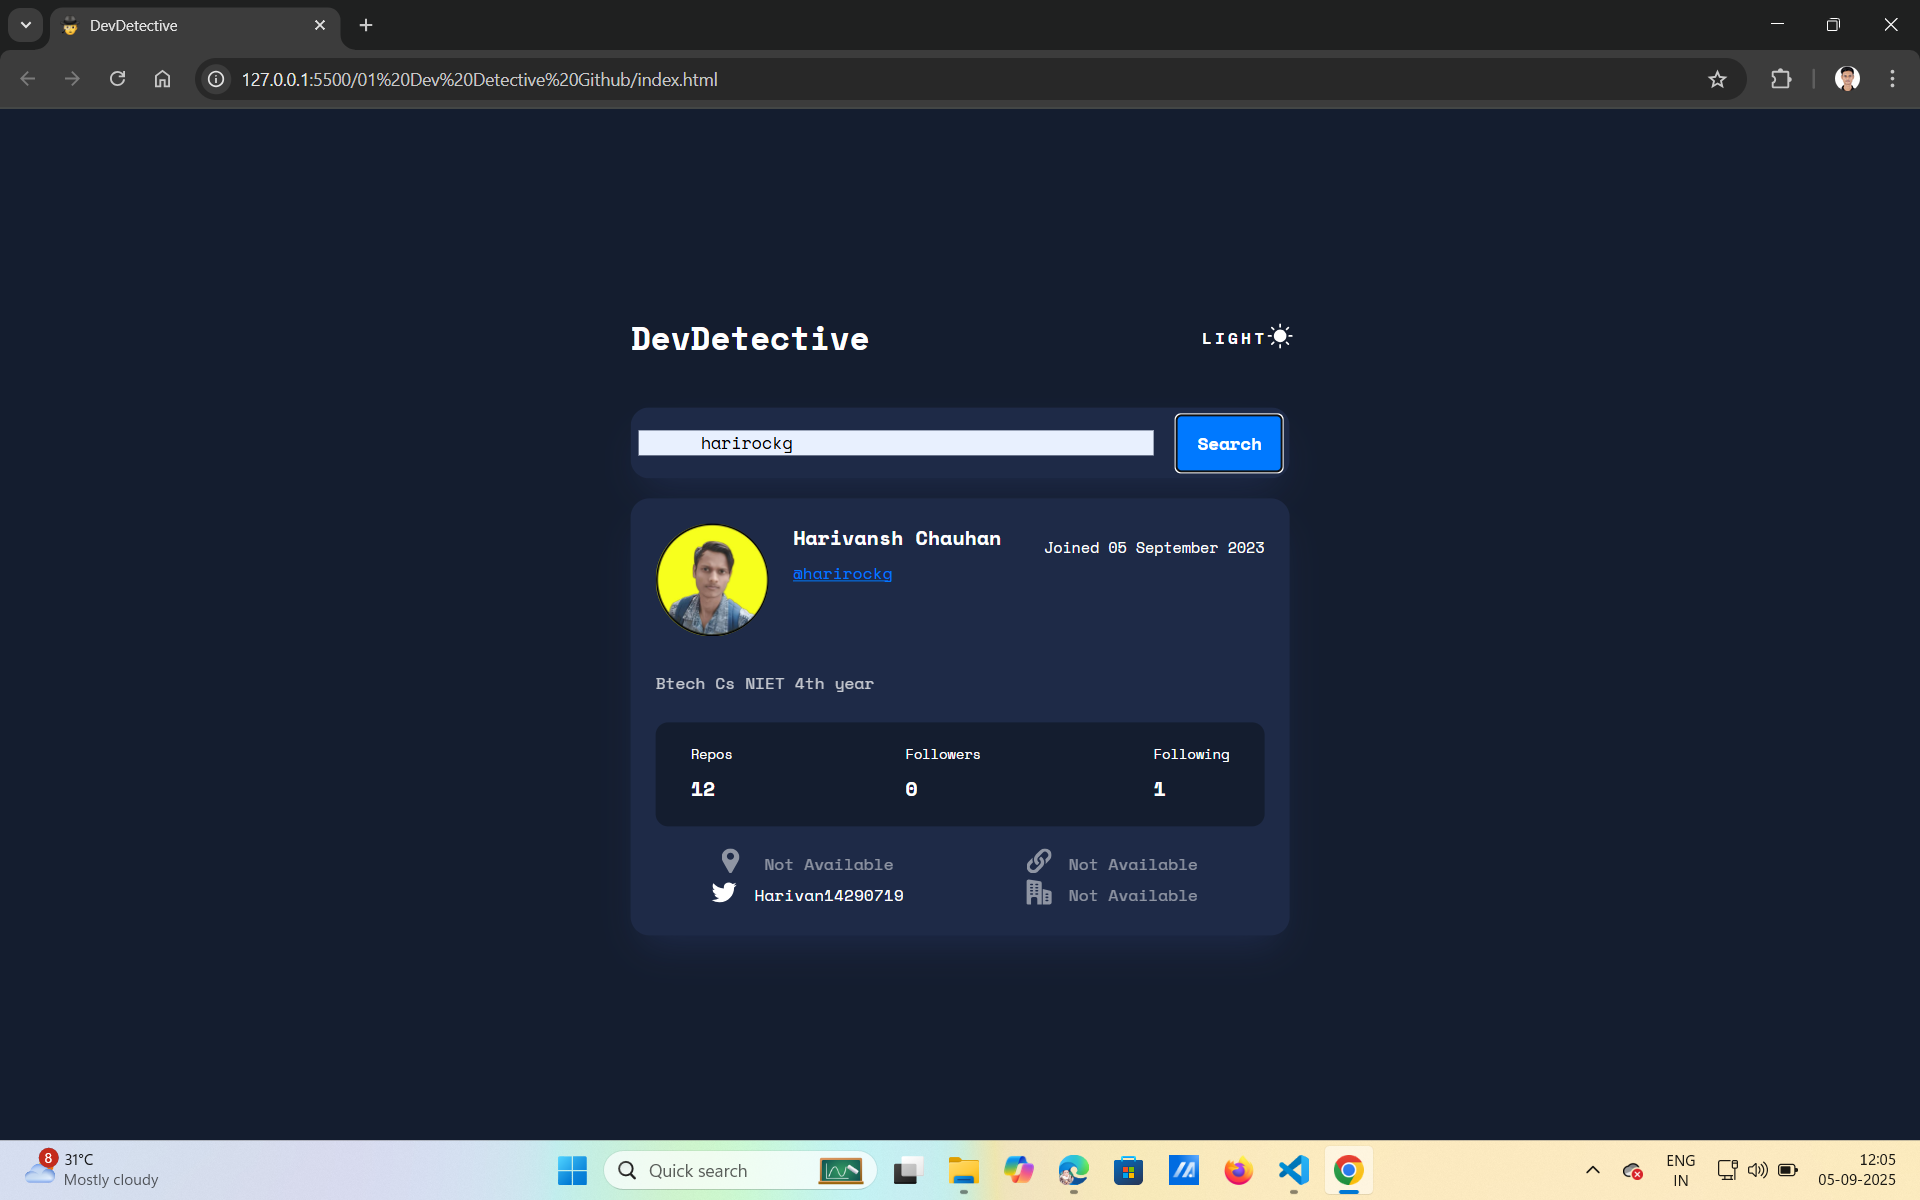 DevDetective
127.0.0.1:5500/01%20Dev%20Detective%20Github/index.html
DevDetective
LIGHT
harirockg
Search
Harivansh Chauhan
Joined 05 September 2023
@harirockg
Btech Cs NIET 4th year
Repos Followers Following
12 0 1
Not Available Not Available
Harivan14290719 Not Available
8
31°C
Mostly cloudy
Quick search
ENG
IN
12:05
05-09-2025